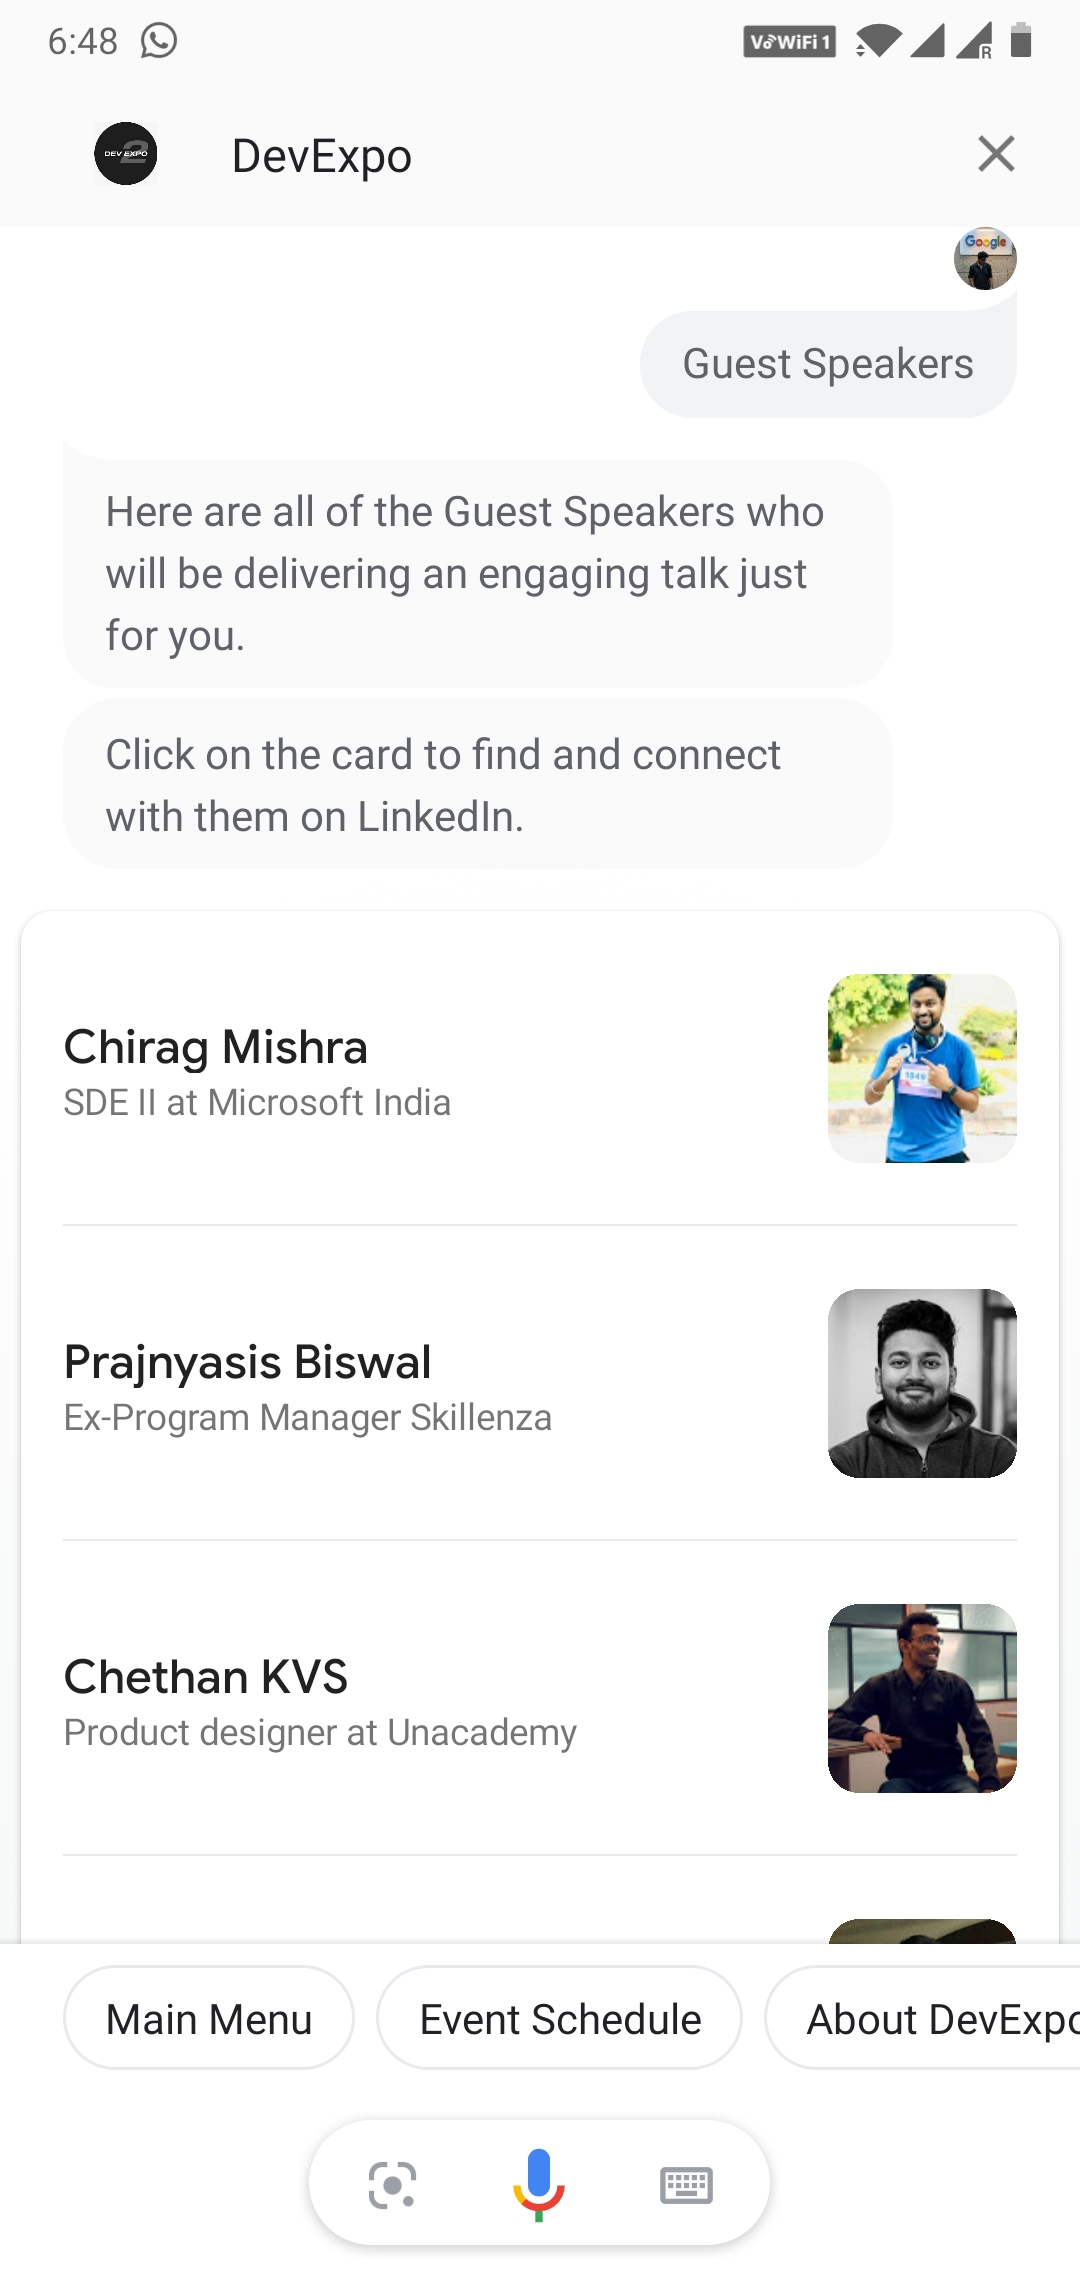 6:48
VoWiFi 1
R
DEV EXPO 2
DevExpo
Google
Guest Speakers
Here are all of the Guest Speakers who
will be delivering an engaging talk just
for you.
Click on the card to find and connect
with them on LinkedIn.
Chirag Mishra
SDE II at Microsoft India
1849
Prajnyasis Biswal
Ex-Program Manager Skillenza
Chethan KVS
Product designer at Unacademy
Main Menu
Event Schedule
About DevExpo